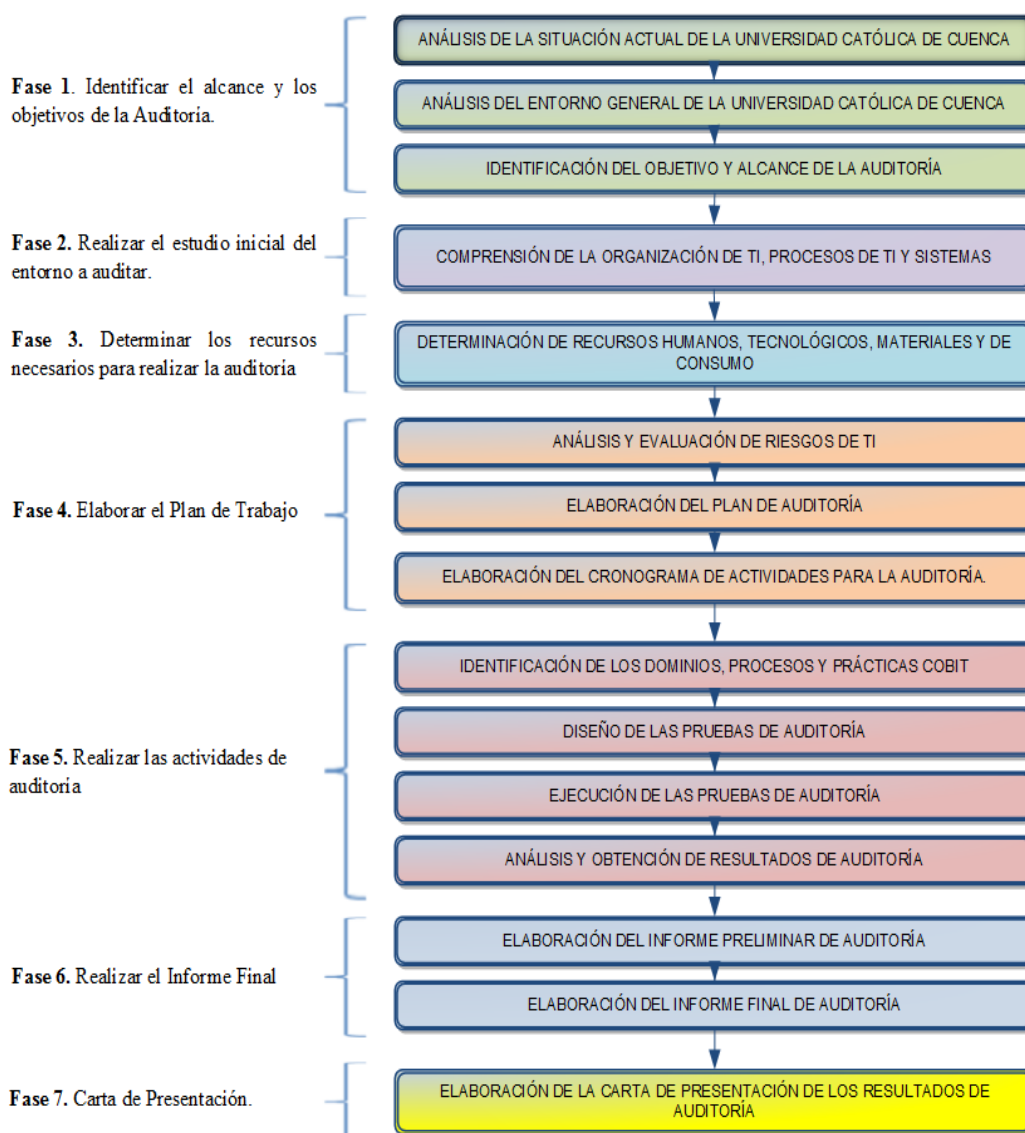 ANÁLISIS DE LA SITUACIÓN ACTUAL DE LA UNIVERSIDAD CATÓLICA DE CUENCA
Fase 1. Identificar el alcance y los
objetivos de la Auditoría.
ANÁLISIS DEL ENTORNO GENERAL DE LA UNIVERSIDAD CATÓLICA DE CUENCA
IDENTIFICACIÓN DEL OBJETIVO Y ALCANCE DE LA AUDITORÍA
Fase 2. Realizar el estudio inicial del
entorno a auditar.
COMPRENSIÓN DE LA ORGANIZACIÓN DE TI, PROCESOS DE TI Y SISTEMAS
Fase 3. Determinar los recursos
necesarios para realizar la auditoría
DETERMINACIÓN DE RECURSOS HUMANOS, TECNOLÓGICOS, MATERIALES Y DE
CONSUMO
ANÁLISIS Y EVALUACIÓN DE RIESGOS DE TI
Fase 4. Elaborar el Plan de Trabajo
ELABORACIÓN DEL PLAN DE AUDITORÍA
ELABORACIÓN DEL CRONOGRAMA DE ACTIVIDADES PARA LA AUDITORÍA.
IDENTIFICACIÓN DE LOS DOMINIOS, PROCESOS Y PRÁCTICAS COBIT
DISEÑO DE LAS PRUEBAS DE AUDITORÍA
Fase 5. Realizar las actividades de
auditoría
EJECUCIÓN DE LAS PRUEBAS DE AUDITORÍA
ANÁLISIS Y OBTENCIÓN DE RESULTADOS DE AUDITORÍA
ELABORACIÓN DEL INFORME PRELIMINAR DE AUDITORÍA
Fase 6. Realizar el Informe Final
ELABORACIÓN DEL INFORME FINAL DE AUDITORÍA
Fase 7. Carta de Presentación.
ELABORACIÓN DE LA CARTA DE PRESENTACIÓN DE LOS RESULTADOS DE
AUDITORÍA